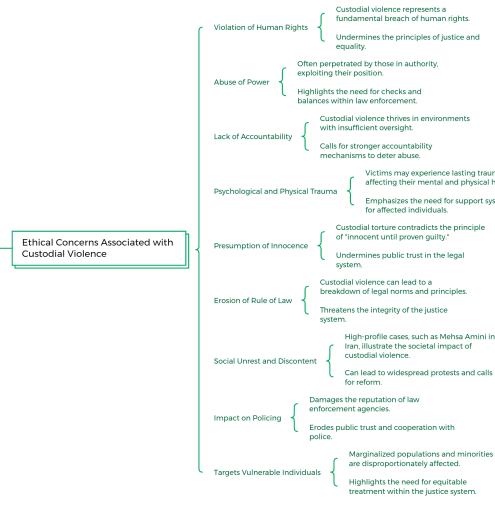 Custodial violence represents a
fundamental breach of human rights.
Violation of Human Rights
Undermines the principles of justice and
equality.
Often perpetrated by those in authority,
exploiting their position.
Abuse of Power
Highlights the need for checks and
balances within law enforcement.
Custodial violence thrives in environments
with insufficient oversight.
Lack of Accountability
Calls for stronger accountability
mechanisms to deter abuse.
Victims may experience lasting
affecting their mental and physical
Psychological and Physical Trauma
Emphasizes the need for support
for affected individuals.
Ethical Concerns Associated with
Custodial Violence
Custodial torture contradicts the principle
of "innocent until proven guilty."
Presumption of Innocence
Undermines public trust in the legal
system.
Custodial violence can lead to a
breakdown of legal norms and principles.
Erosion of Rule of Law
Threatens the integrity of the justice
system.
High-profile cases, such as Mehsa Amini in
Iran, illustrate the societal impact of
custodial violence.
Social Unrest and Discontent
Can lead to widespread protests and calls
for reform.
Damages the reputation of law
enforcement agencies.
Impact on Policing
Erodes public trust and cooperation with
police.
Marginalized populations and minorities
are disproportionately affected.
Targets Vulnerable Individuals
Highlights the need for equitable
treatment within the justice system.